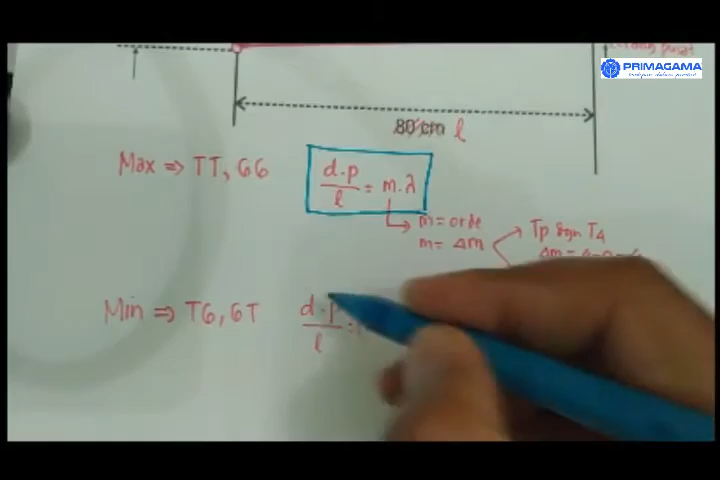 PRIMAGAMA
80 cm l
Max ⇒ TT, GG
d.p/l = m.λ
m = orde
m = Δm
Tp dgn T4
Min ⇒ TG, GT
d.p/l =